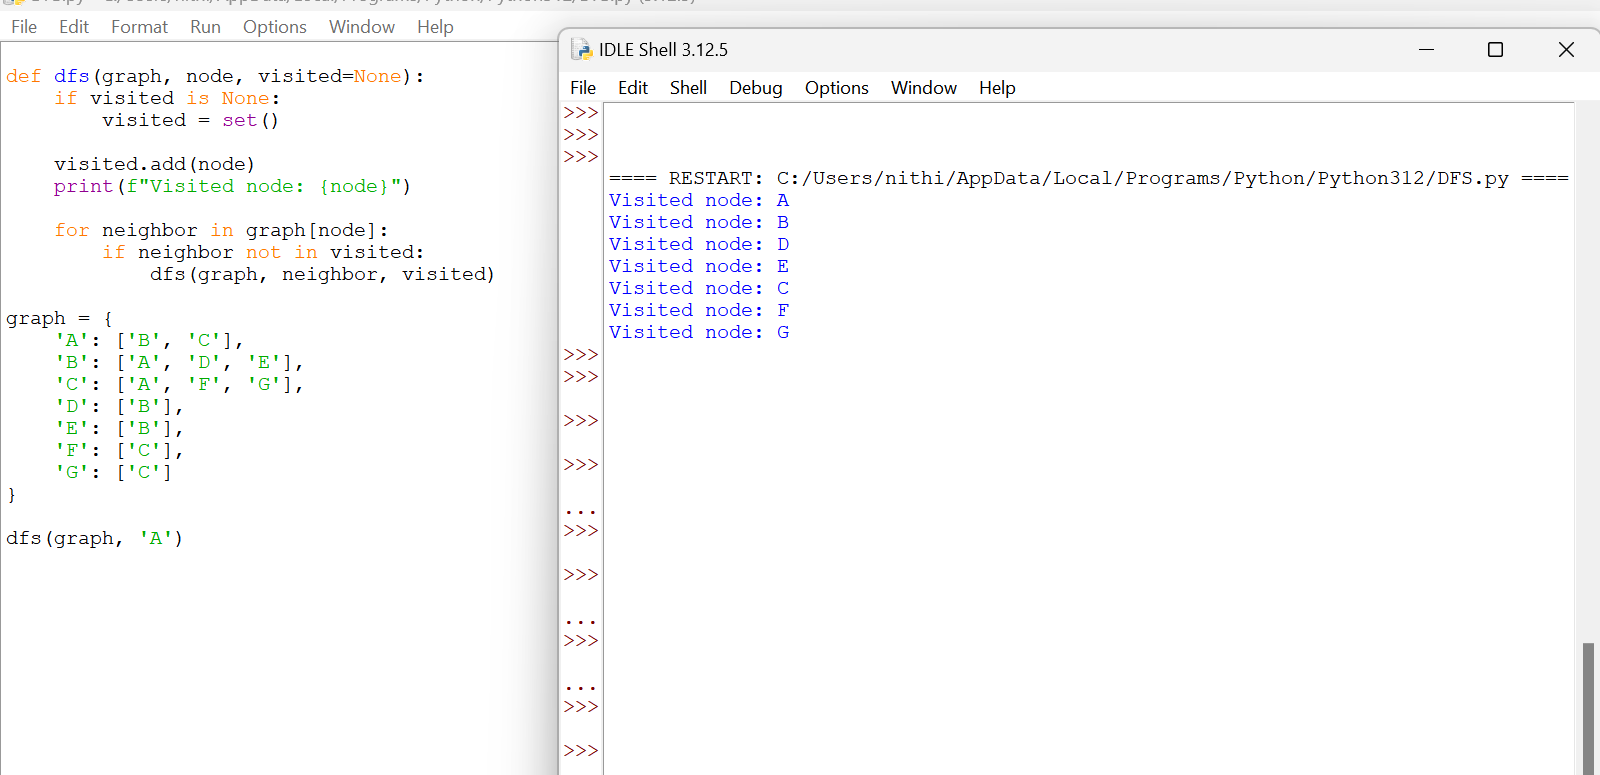 File Edit Format Run Options Window Help
def dfs(graph, node, visited=None):
    if visited is None:
        visited = set()
    visited.add(node)
    print(f"Visited node: {node}")
    for neighbor in graph[node]:
        if neighbor not in visited:
            dfs(graph, neighbor, visited)
graph = {
    'A': ['B', 'C'],
    'B': ['A', 'D', 'E'],
    'C': ['A', 'F', 'G'],
    'D': ['B'],
    'E': ['B'],
    'F': ['C'],
    'G': ['C']
}
dfs(graph, 'A')
IDLE Shell 3.12.5
File Edit Shell Debug Options Window Help
>>>
>>>
>>>
==== RESTART: C:/Users/nithi/AppData/Local/Programs/Python/Python312/DFS.py ====
Visited node: A
Visited node: B
Visited node: D
Visited node: E
Visited node: C
Visited node: F
Visited node: G
>>>
>>>
>>>
>>>
...
>>>
>>>
...
>>>
...
>>>
>>>